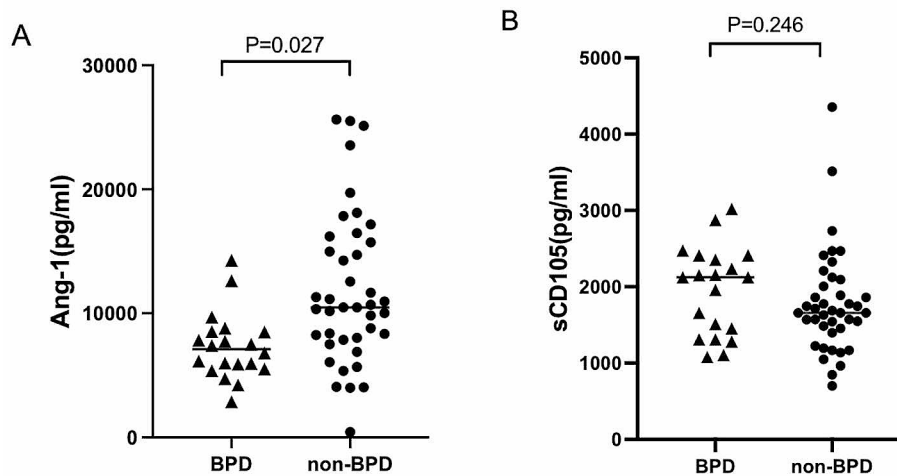 A
P=0.027
Ang-1(pg/ml)
30000
20000
10000
0
BPD non-BPD
B
P=0.246
sCD105(pg/ml)
5000
4000
3000
2000
1000
0
BPD non-BPD